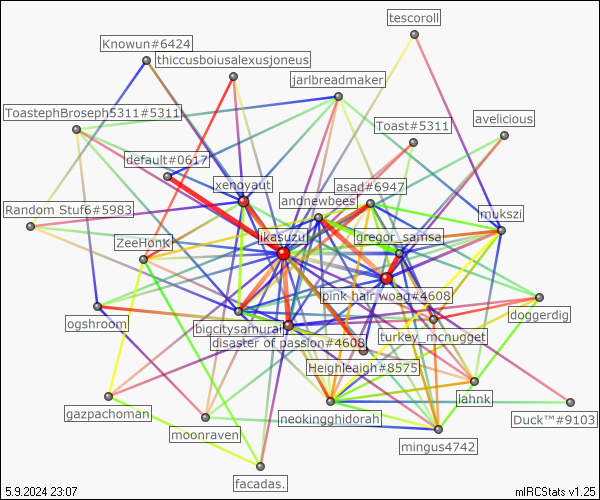 tescoroll
Knowun#6424
thiccusboiusalexusjoneus
jarlbreadmaker
ToastephBroseph5311#5311
Toast#5311
avelicious
default#0617
xenoyaut
asad#6947
andnewbees
mukszi
Random Stuf6#5983
ZeeHonK
ikasuzu
gregor_samsa
pink hair woag#4608
doggerdig
ogshroom
bigcitysamurai
turkey_mcnugget
disaster of passion#4608
Heighleaigh#8575
lahnk
gazpachoman
neokingghidorah
Duck™#9103
moonraven
mingus4742
facadas.
5.9.2024 23:07
mIRCStats v1.25